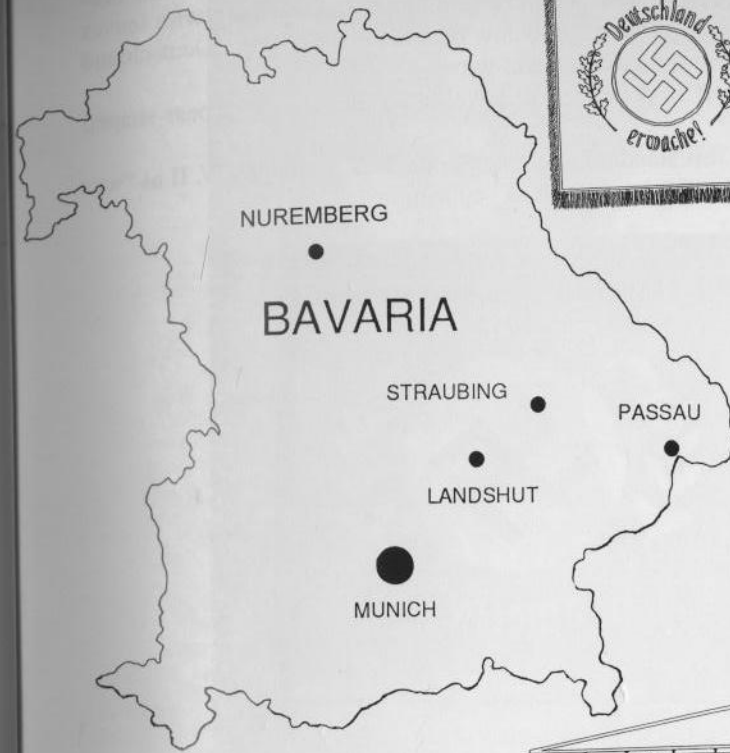 Deutschland
erwache!
NUREMBERG
BAVARIA
STRAUBING
PASSAU
LANDSHUT
MUNICH